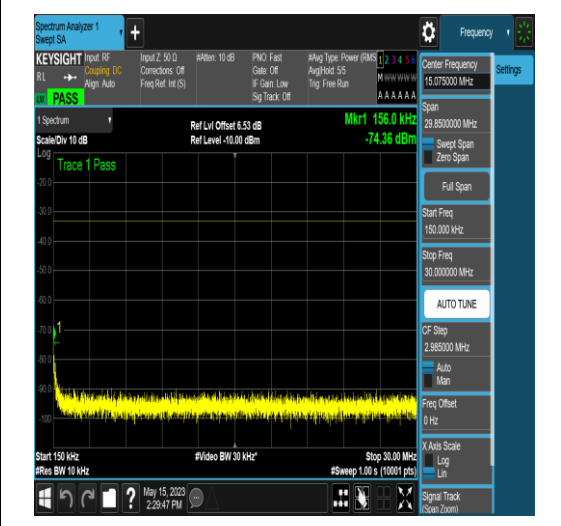 Spectrum Analyzer 1
Swept SA
+
Frequency
KEYSIGHT
RL
PASS
Input: RF
Coupling: DC
Align: Auto
Input Z: 50 Ω
Corrections: Off
Freq Ref: Int (S)
#Atten: 10 dB
PNO: Fast
Gate: Off
IF Gain: Low
Sig Track: Off
#Avg Type: Power (RMS
Avg|Hold: 5/5
Trig: Free Run
1 2 3 4 5 6
M W W W W W
A A A A A A
1 Spectrum
Scale/Div 10 dB
Ref Lvl Offset 6.53 dB
Ref Level -10.00 dBm
Mkr1 156.0 kHz
-74.36 dBm
Log
Trace 1 Pass
-20.0
-30.0
-40.0
-50.0
-60.0
-70.0
-80.0
-90.0
-100
1
Start 150 kHz
#Res BW 10 kHz
#Video BW 30 kHz*
Stop 30.00 MHz
#Sweep 1.00 s (10001 pts)
May 15, 2023
2:29:47 PM
Center Frequency
15.075000 MHz
Span
29.8500000 MHz
Swept Span
Zero Span
Full Span
Start Freq
150.000 kHz
Stop Freq
30.000000 MHz
AUTO TUNE
CF Step
2.985000 MHz
Auto
Man
Freq Offset
0 Hz
X Axis Scale
Log
Lin
Signal Track
(Span Zoom)
Settings